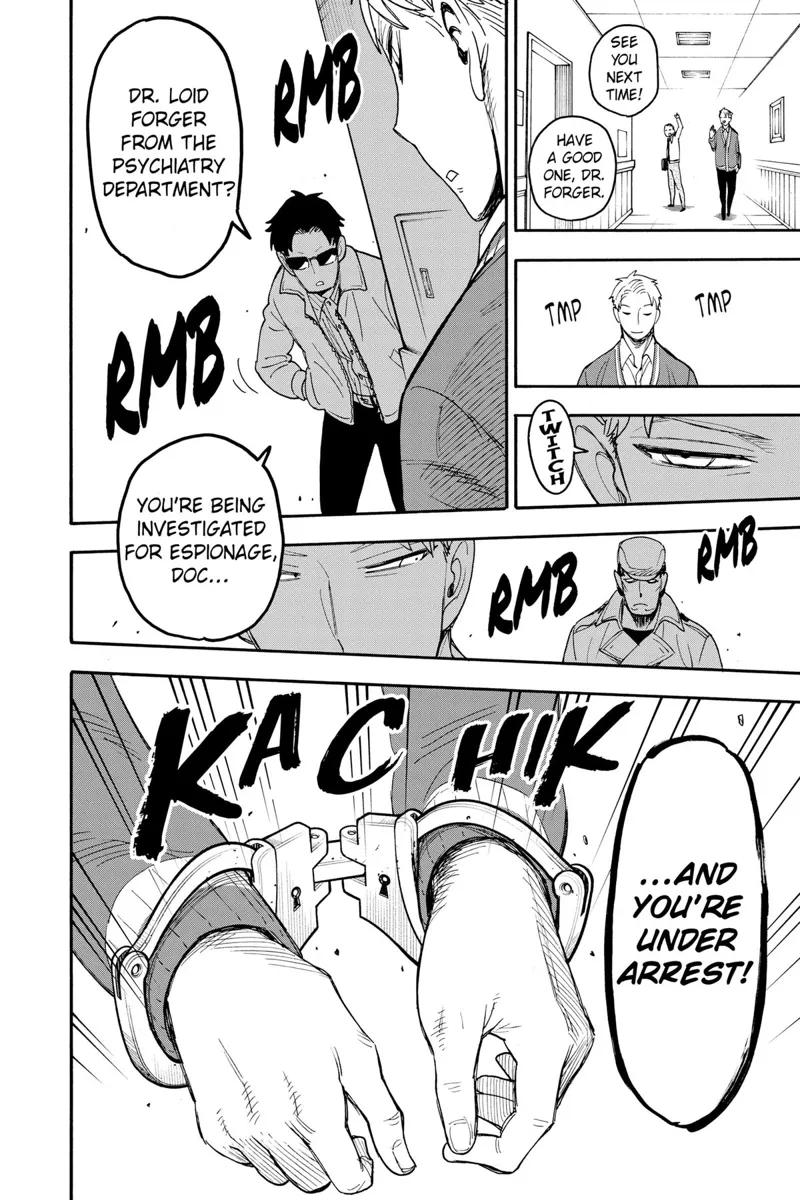 SEE
YOU
NEXT
TIME!
HAVE
A GOOD
ONE, DR.
FORGER.
TMP
TMP
TWITCH
RMB
DR. LOID
FORGER
FROM THE
PSYCHIATRY
DEPARTMENT?
RMB
RMB
RMB
YOU'RE BEING
INVESTIGATED
FOR ESPIONAGE,
DOC...
KACHIK
...AND
YOU'RE
UNDER
ARREST!